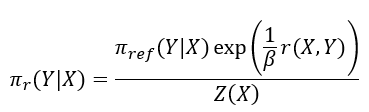 π_r(Y|X) = π_ref(Y|X) exp(1/β r(X,Y)) / Z(X)